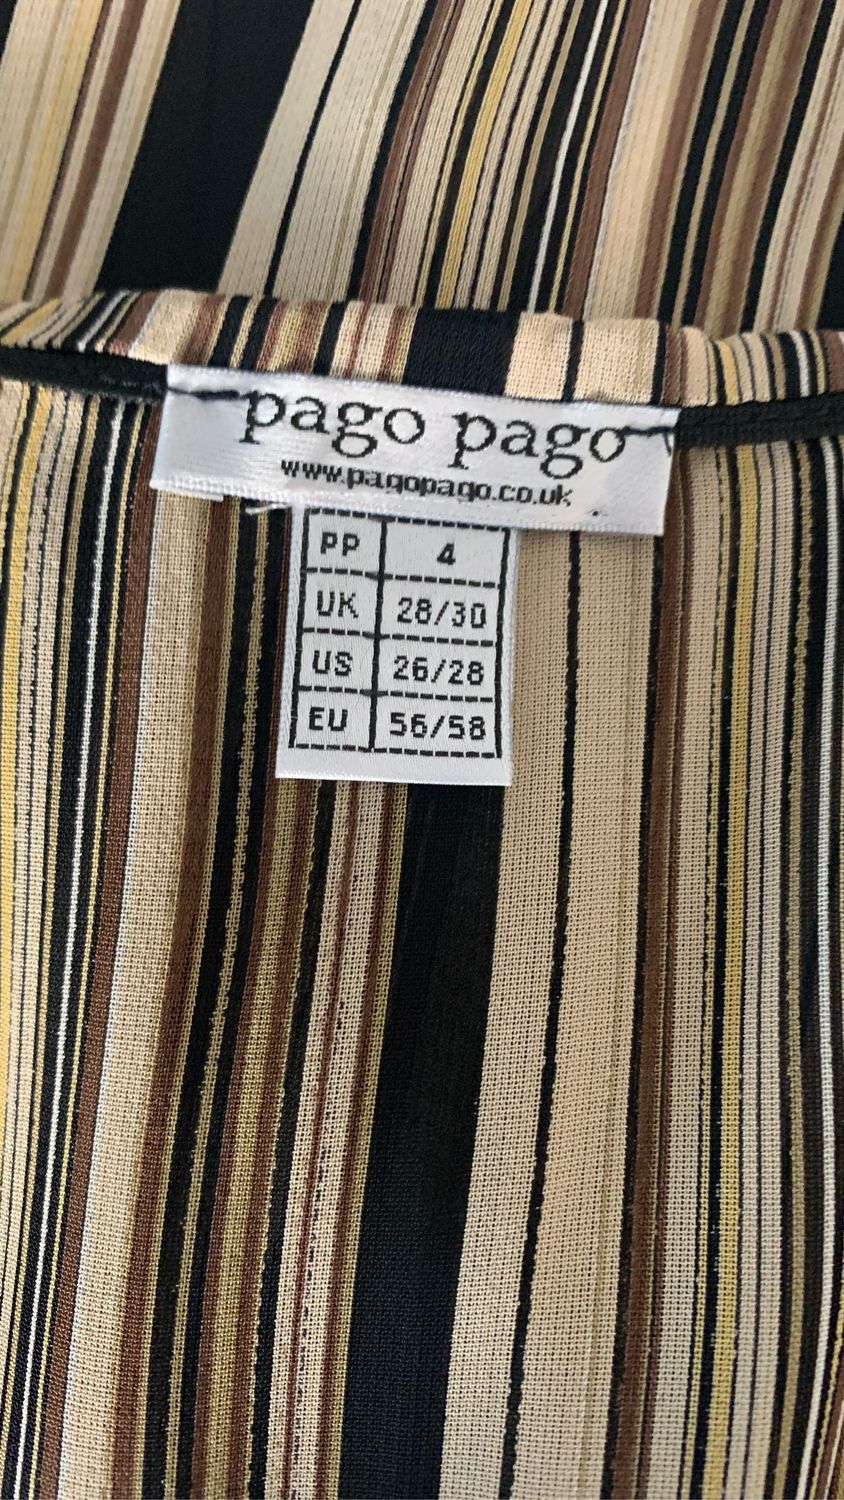 pago pago
www.pagopago.co.uk
PP 4
UK 28/30
US 26/28
EU 56/58